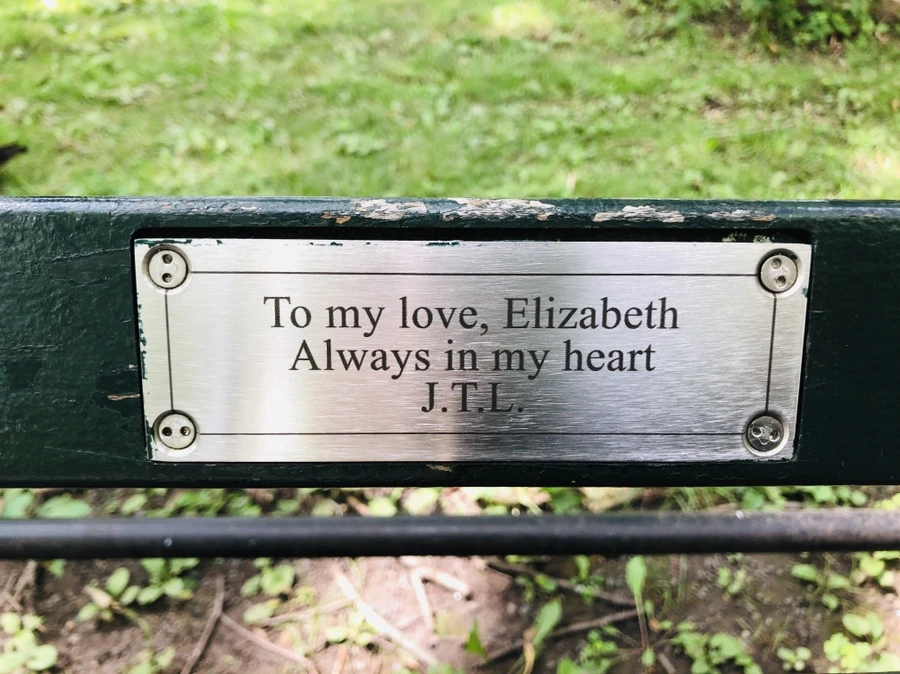 To my love, Elizabeth
Always in my heart
J.T.L.